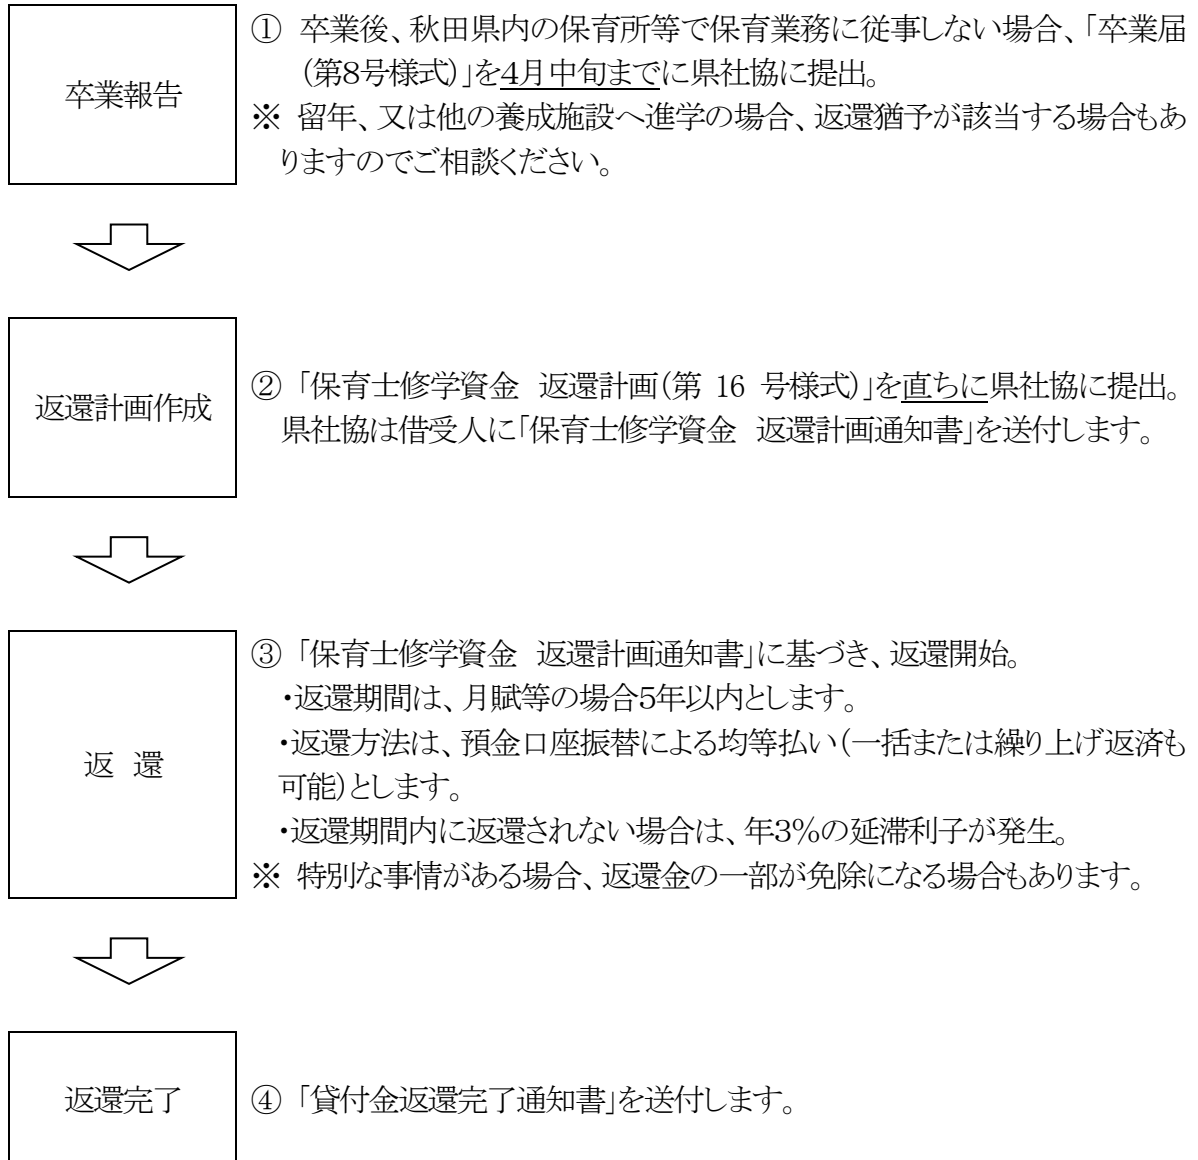 卒業報告
① 卒業後、秋田県内の保育所等で保育業務に従事しない場合、「卒業届
(第8号様式)」を4月中旬までに県社協に提出。
※ 留年、又は他の養成施設へ進学の場合、返還猶予が該当する場合もあ
りますのでご相談ください。
返還計画作成
② 「保育士修学資金 返還計画(第 16 号様式)」を直ちに県社協に提出。
県社協は借受人に「保育士修学資金 返還計画通知書」を送付します。
返 還
③ 「保育士修学資金 返還計画通知書」に基づき、返還開始。
・返還期間は、月賦等の場合5年以内とします。
・返還方法は、預金口座振替による均等払い(一括または繰り上げ返済も
可能)とします。
・返還期間内に返還されない場合は、年3%の延滞利子が発生。
※ 特別な事情がある場合、返還金の一部が免除になる場合もあります。
返還完了
④ 「貸付金返還完了通知書」を送付します。